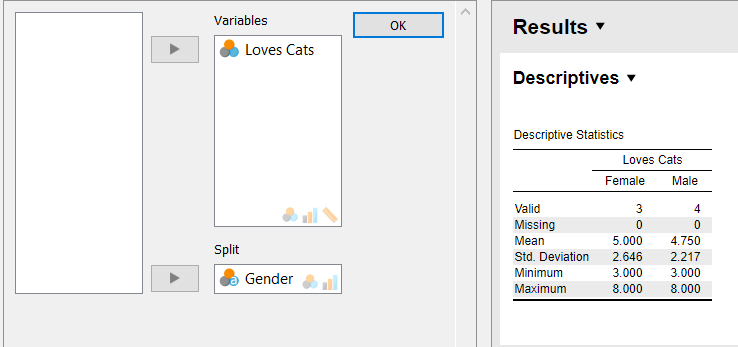 Variables
OK
Loves Cats
Split
a
Gender
a
Results
Descriptives
Descriptive Statistics
Loves Cats
Female Male
Valid 3 4
Missing 0 0
Mean 5.000 4.750
Std. Deviation 2.646 2.217
Minimum 3.000 3.000
Maximum 8.000 8.000